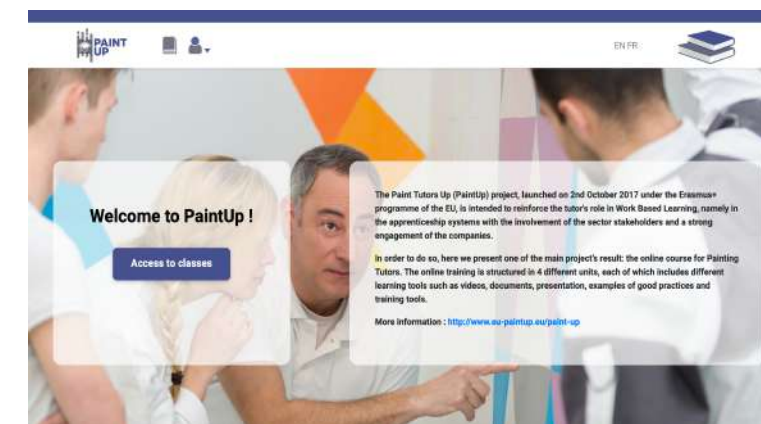 PAINT
UP
EN FR
Welcome to PaintUp !
Access to classes
The Paint Tutors Up (PaintUp) project, launched on 2nd October 2017 under the Erasmus+
programme of the EU, is intended to reinforce the tutor's role in Work Based Learning, namely in
the apprenticeship systems with the involvement of the sector stakeholders and a strong
engagement of the companies.
In order to do so, here we present one of the main project's result: the online course for Painting
Tutors. The online training is structured in 4 different units, each of which includes different
learning tools such as videos, documents, presentation, examples of good practices and
training tools.
More information : http://www.eu-paintup.eu/paint-up